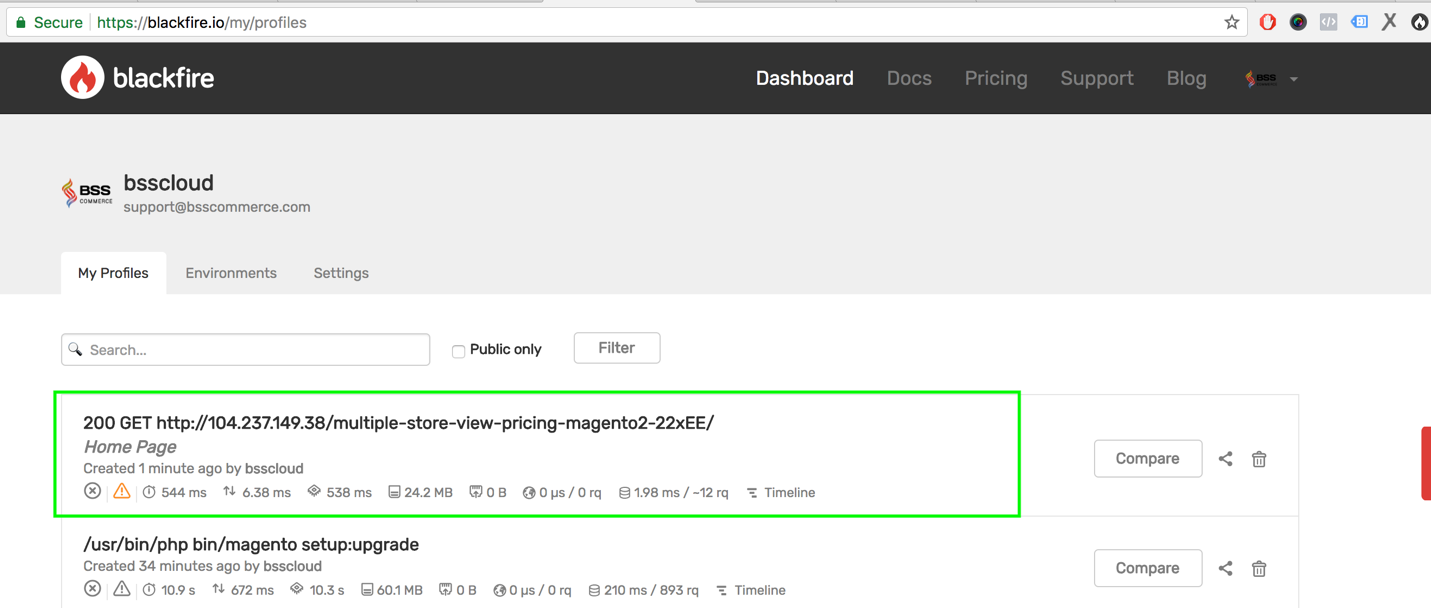 Secure https://blackfire.io/my/profiles
blackfire Dashboard Docs Pricing Support Blog BSS COMMERCE
BSS COMMERCE
bsscloud
support@bsscommerce.com
My Profiles Environments Settings
Search... Public only Filter
200 GET http://104.237.149.38/multiple-store-view-pricing-magento2-22xEE/
Home Page
Created 1 minute ago by bsscloud
544 ms 6.38 ms 538 ms 24.2 MB 0 B 0 µs / 0 rq 1.98 ms / ~12 rq Timeline
Compare
/usr/bin/php bin/magento setup:upgrade
Created 34 minutes ago by bsscloud
10.9 s 672 ms 10.3 s 60.1 MB 0 B 0 µs / 0 rq 210 ms / 893 rq Timeline
Compare